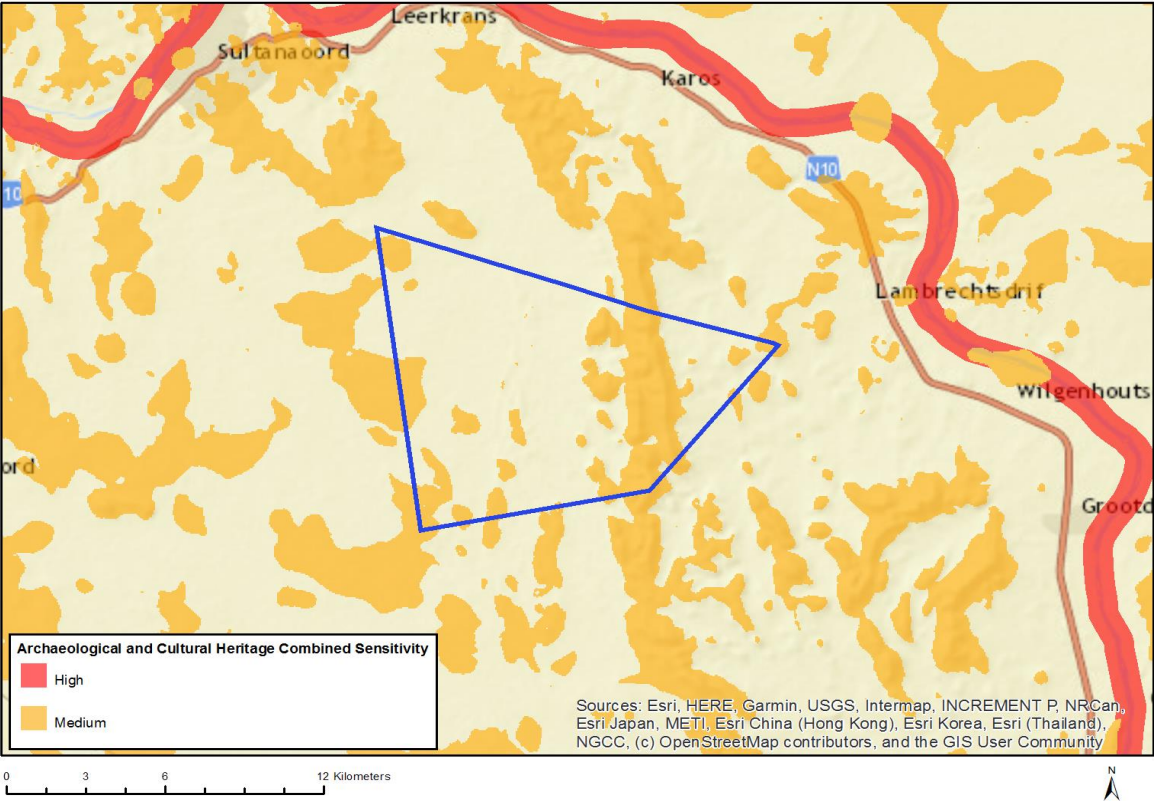 Leerkrans
Sultanaoord
Karos
N10
10
Lambrechtsdrif
Wilgenhouts
ord
Grootd
Archaeological and Cultural Heritage Combined Sensitivity
High
Medium
Sources: Esri, HERE, Garmin, USGS, Intermap, INCREMENT P, NRCan,
Esri Japan, METI, Esri China (Hong Kong), Esri Korea, Esri (Thailand),
NGCC, (c) OpenStreetMap contributors, and the GIS User Community
0 3 6 12 Kilometers
N